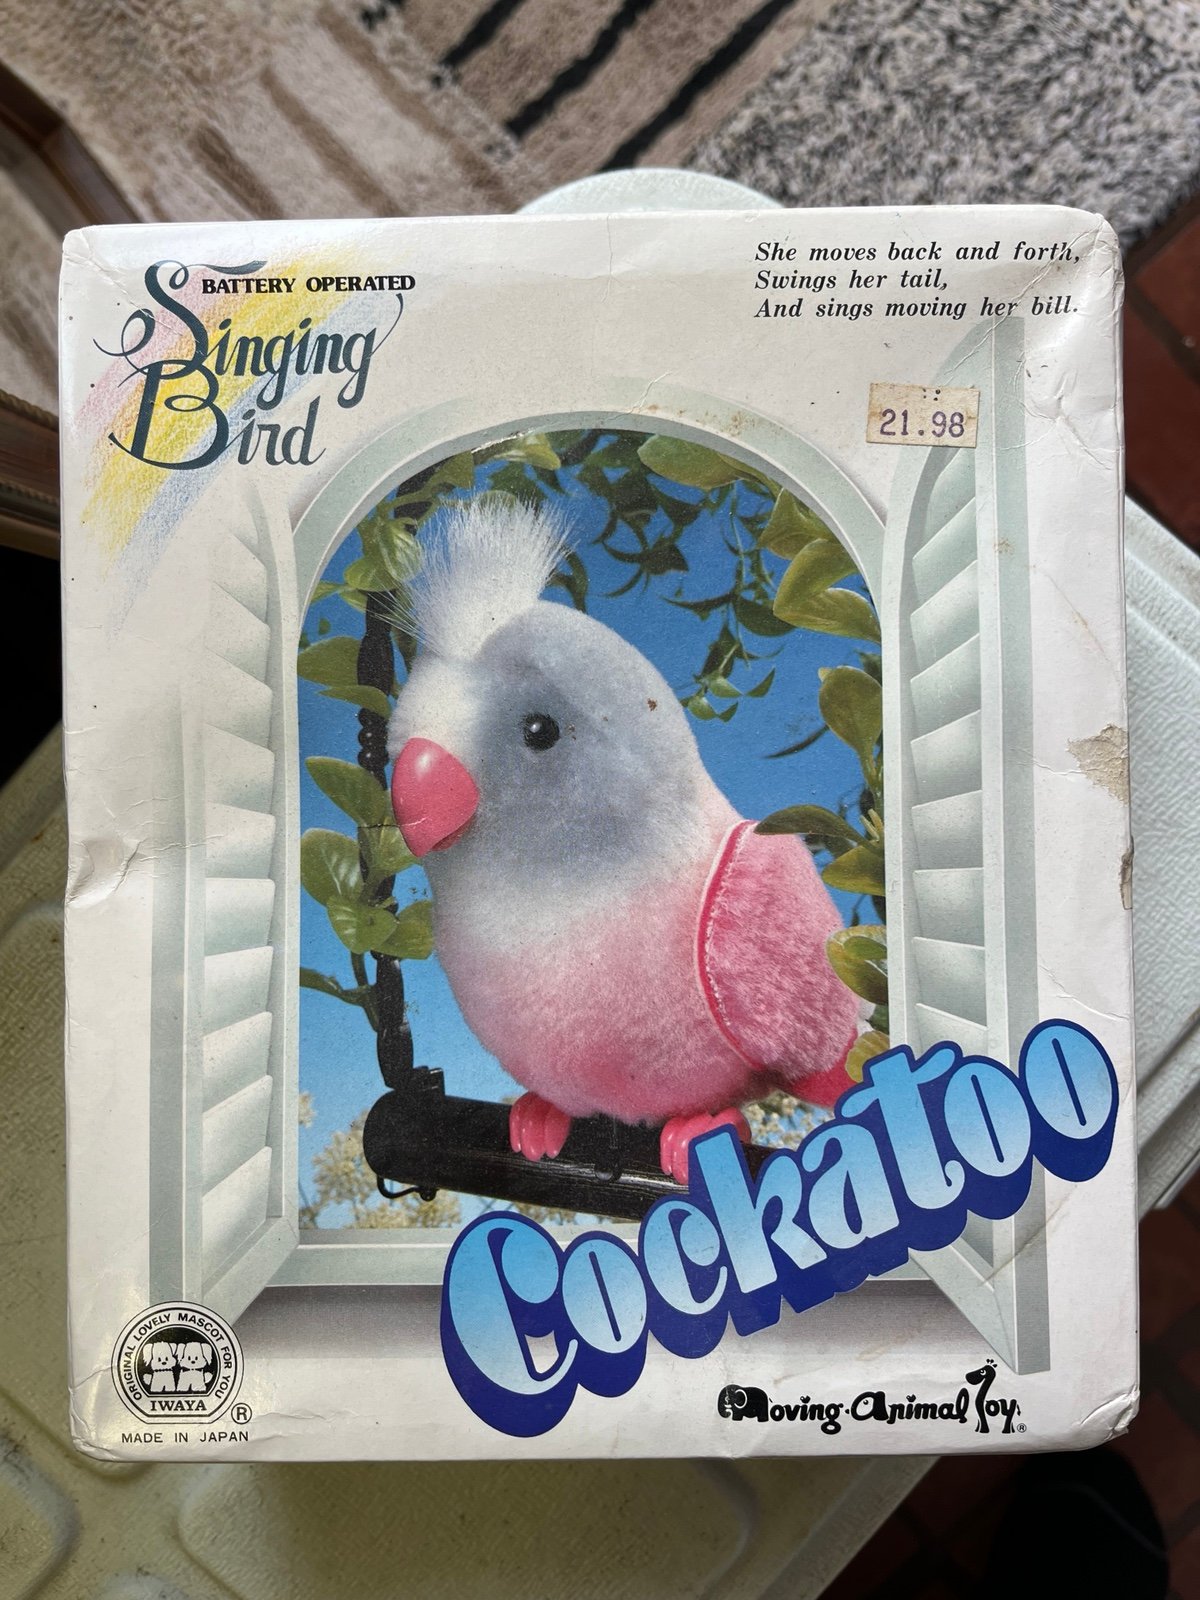 BATTERY OPERATED
Singing
Bird
She moves back and forth,
Swings her tail,
And sings moving her bill.
21.98
Cockatoo
ORIGINAL LOVELY MASCOT FOR YOU
IWAYA
®
MADE IN JAPAN
Moving·Animal Toy®